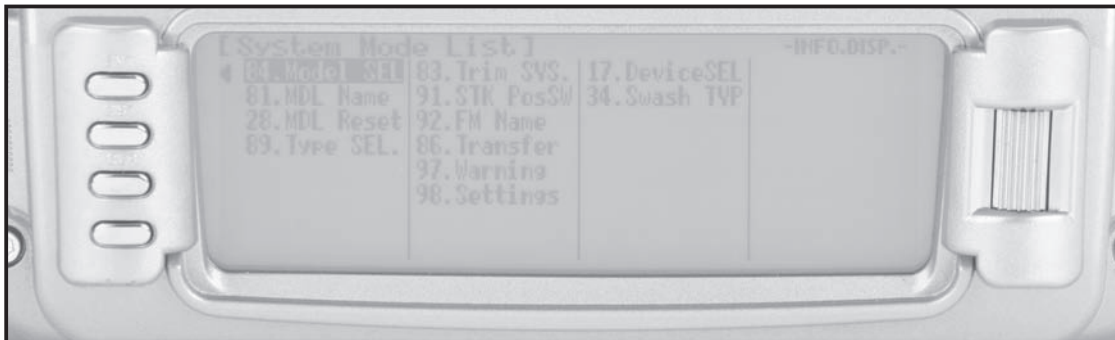 [System Mode List]
-INFO.DISP.-
84.Model SEL
81.MDL Name
28.MDL Reset
89.Type SEL.
83.Trim SYS.
91.STK PosSW
92.FM Name
86.Transfer
97.Warning
98.Settings
17.DeviceSEL
34.Swash TYP